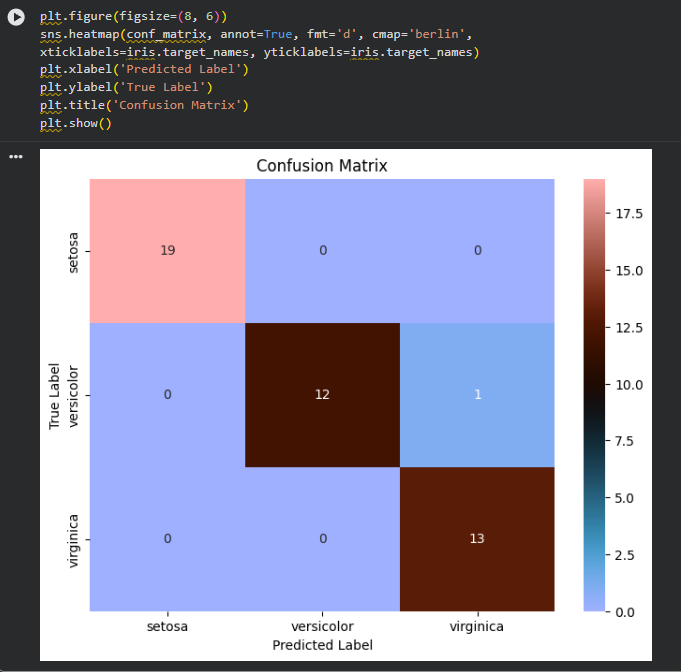 plt.figure(figsize=(8, 6))
sns.heatmap(conf_matrix, annot=True, fmt='d', cmap='berlin',
xticklabels=iris.target_names, yticklabels=iris.target_names)
plt.xlabel('Predicted Label')
plt.ylabel('True Label')
plt.title('Confusion Matrix')
plt.show()
Confusion Matrix
True Label
setosa
19
0
0
versicolor
0
12
1
virginica
0
0
13
setosa
versicolor
virginica
Predicted Label
17.5
15.0
12.5
10.0
7.5
5.0
2.5
0.0